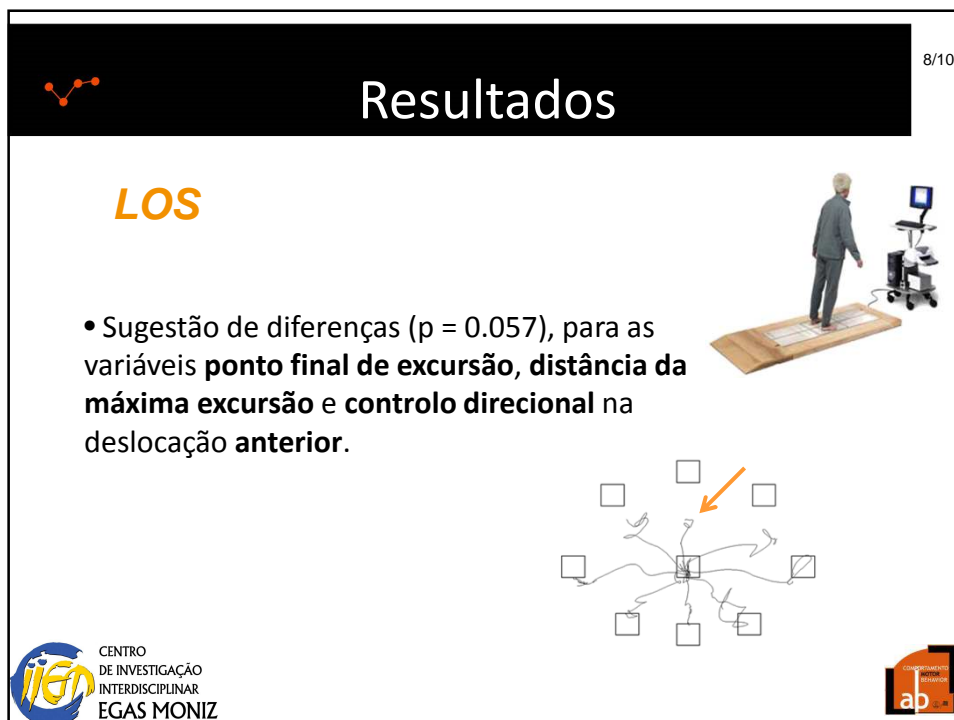 8/10
Resultados
LOS
• Sugestão de diferenças (p = 0.057), para as
variáveis ponto final de excursão, distância da
máxima excursão e controlo direcional na
deslocação anterior.
CENTRO
DE INVESTIGAÇÃO
INTERDISCIPLINAR
EGAS MONIZ
COMPORTAMENTO
MOTOR
BEHAVIOR